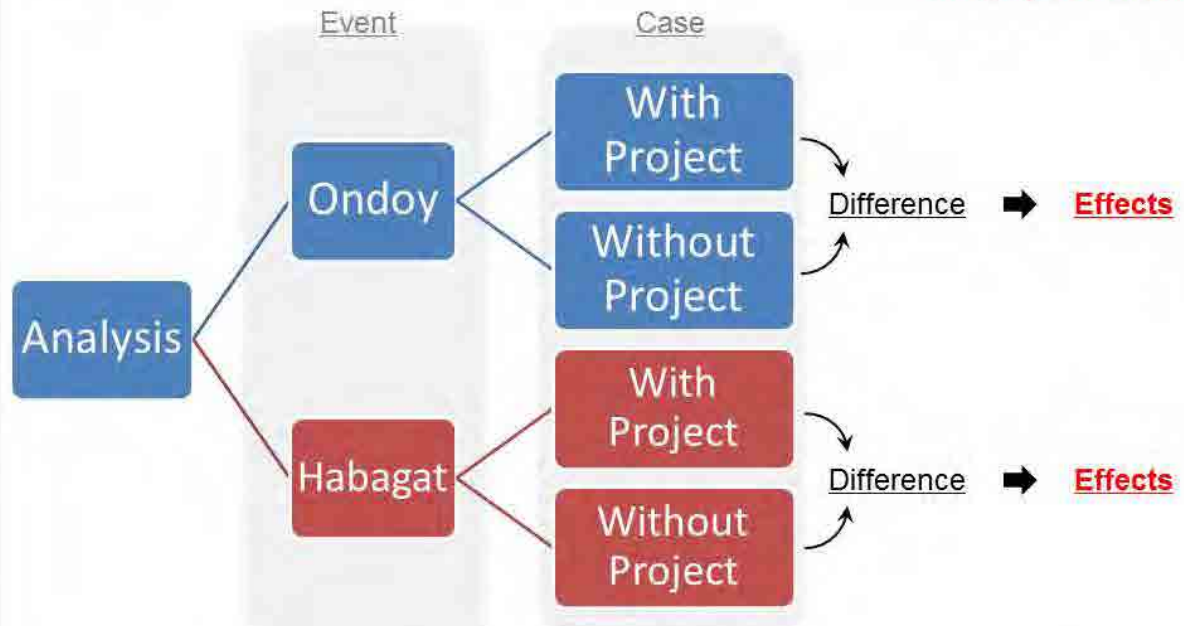 Event
Case
Analysis
Ondoy
With
Project
Without
Project
Difference
Effects
Habagat
With
Project
Without
Project
Difference
Effects